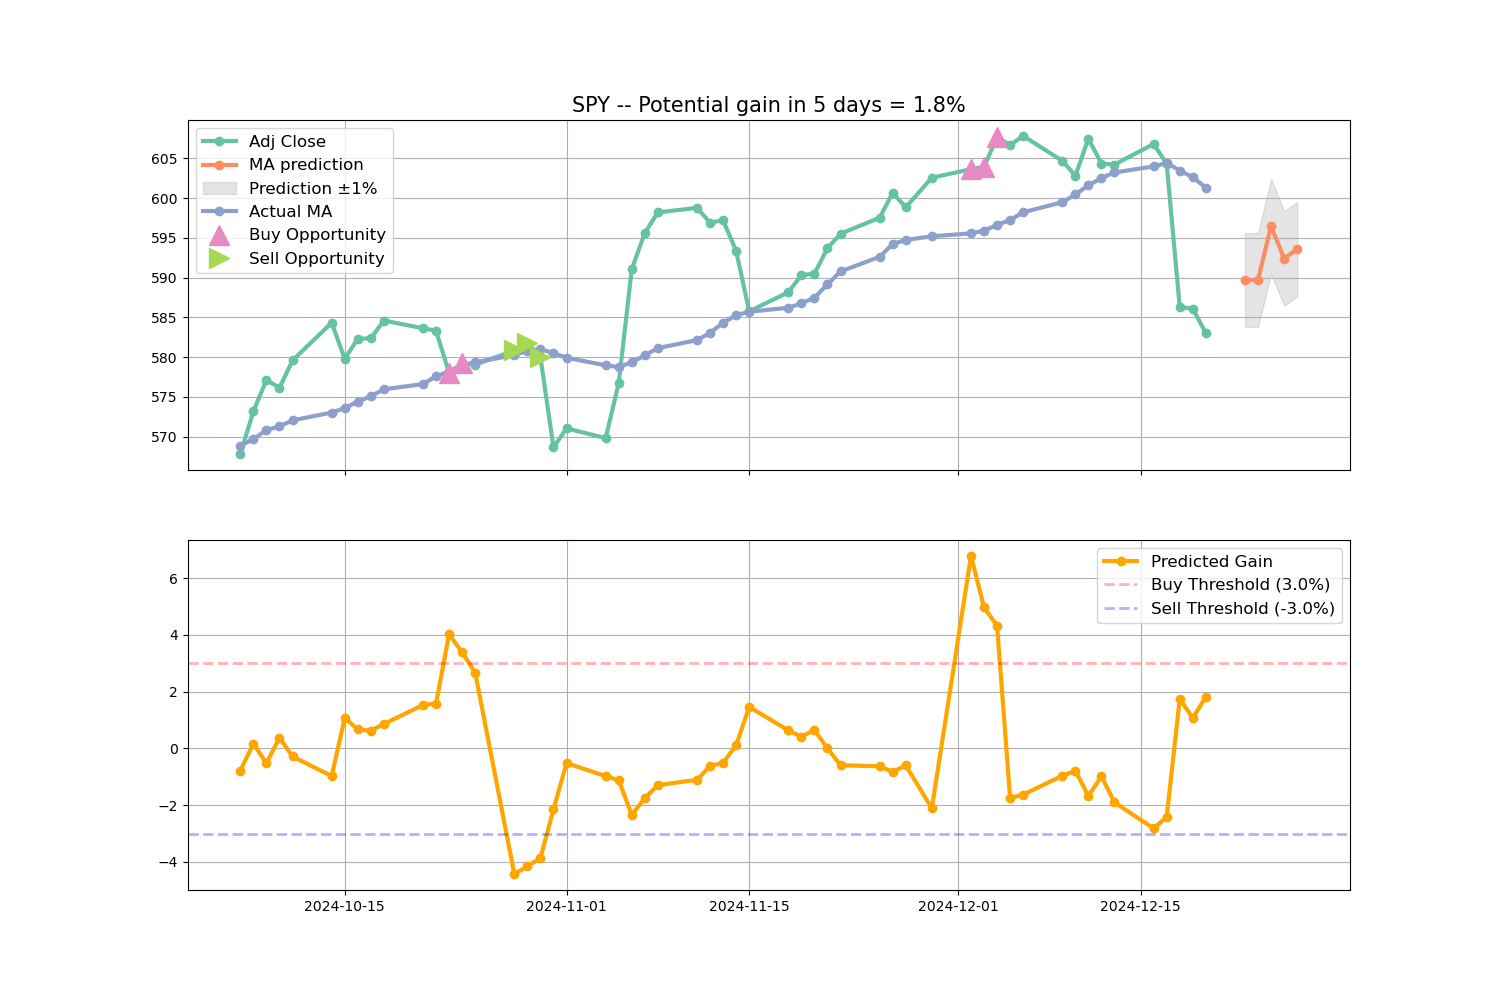 SPY -- Potential gain in 5 days = 1.8%
Adj Close
MA prediction
Prediction ±1%
Actual MA
Buy Opportunity
Sell Opportunity
605
600
595
590
585
580
575
570
Predicted Gain
Buy Threshold (3.0%)
Sell Threshold (-3.0%)
6
4
2
0
−2
−4
2024-10-15
2024-11-01
2024-11-15
2024-12-01
2024-12-15